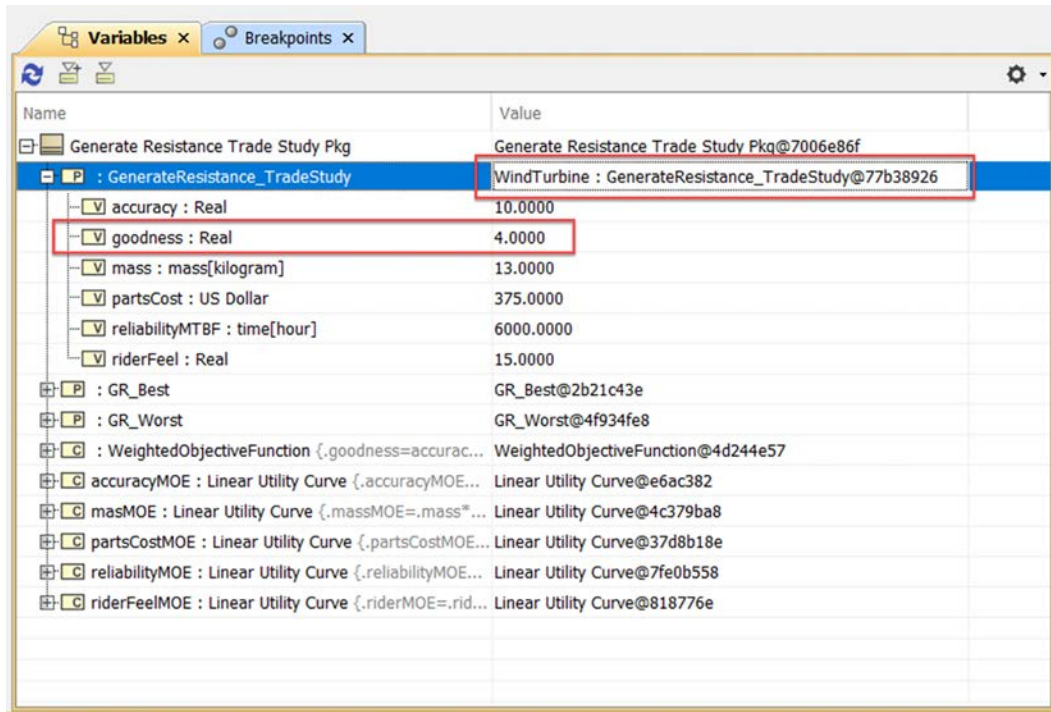 Variables × Breakpoints ×
Name Value
Generate Resistance Trade Study Pkg Generate Resistance Trade Study Pkg@7006e86f
P : GenerateResistance_TradeStudy WindTurbine : GenerateResistance_TradeStudy@77b38926
V accuracy : Real 10.0000
V goodness : Real 4.0000
V mass : mass[kilogram] 13.0000
V partsCost : US Dollar 375.0000
V reliabilityMTBF : time[hour] 6000.0000
V riderFeel : Real 15.0000
P : GR_Best GR_Best@2b21c43e
P : GR_Worst GR_Worst@4f934fe8
C : WeightedObjectiveFunction {.goodness=accurac... WeightedObjectiveFunction@4d244e57
C accuracyMOE : Linear Utility Curve {.accuracyMOE... Linear Utility Curve@e6ac382
C masMOE : Linear Utility Curve {.massMOE=.mass*... Linear Utility Curve@4c379ba8
C partsCostMOE : Linear Utility Curve {.partsCostMOE... Linear Utility Curve@37d8b18e
C reliabilityMOE : Linear Utility Curve {.reliabilityMOE... Linear Utility Curve@7fe0b558
C riderFeelMOE : Linear Utility Curve {.riderMOE=.rid... Linear Utility Curve@818776e